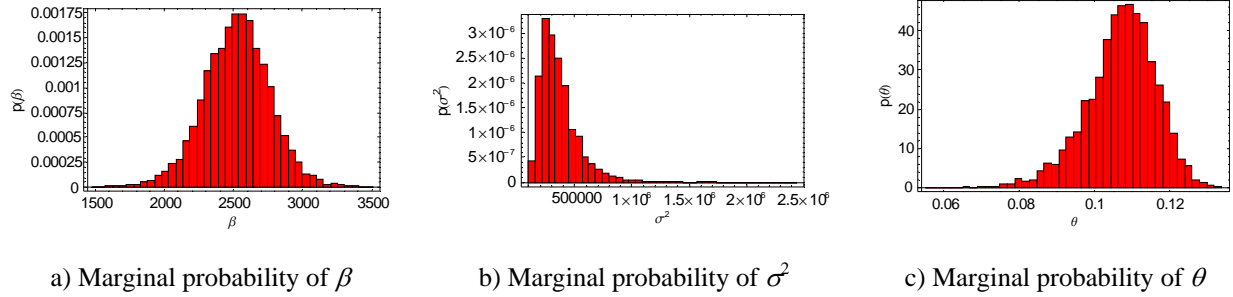 0.00175
0.0015
0.00125
0.001
0.00075
0.0005
0.00025
0
p(β)
1500 2000 2500 3000 3500
β
3×10⁻⁶
2.5×10⁻⁶
2×10⁻⁶
1.5×10⁻⁶
1×10⁻⁶
5×10⁻⁷
0
p(σ²)
500000 1×10⁶ 1.5×10⁶ 2×10⁶ 2.5×10⁶
σ²
40
30
20
10
0
p(θ)
0.06 0.08 0.1 0.12
θ
a) Marginal probability of β
b) Marginal probability of σ²
c) Marginal probability of θ